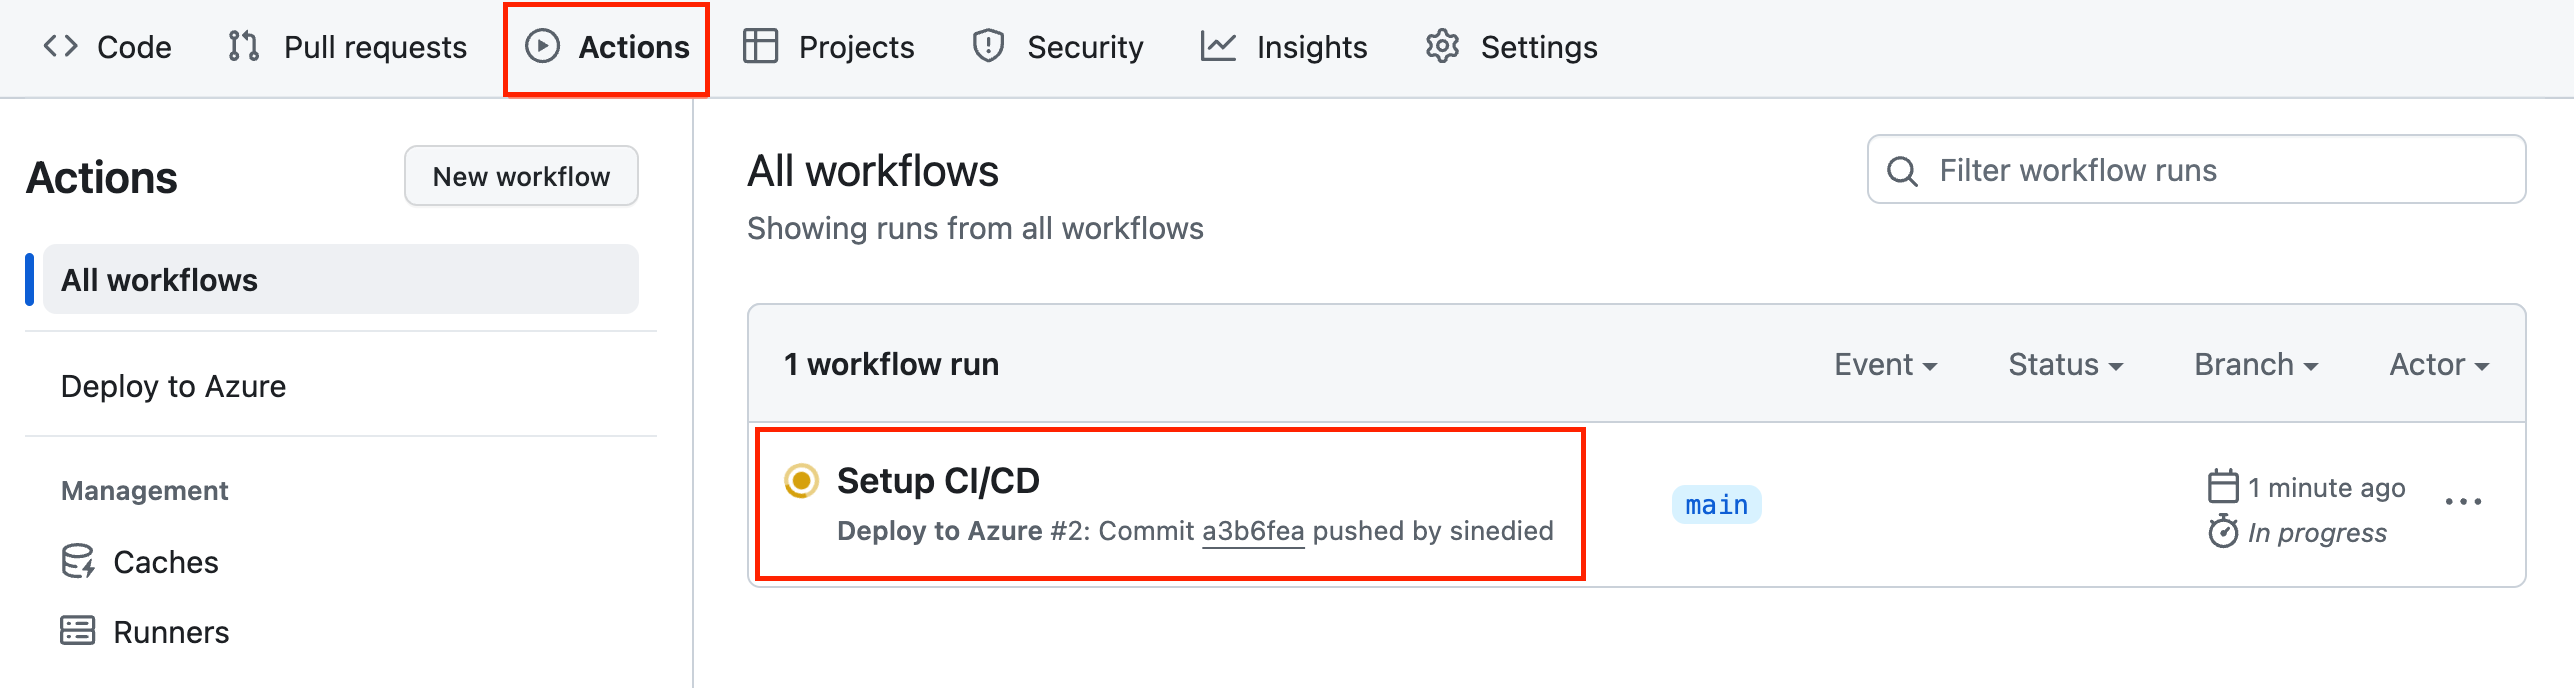 Code Pull requests Actions Projects Security Insights Settings
Actions
New workflow
All workflows
Deploy to Azure
Management
Caches
Runners
All workflows
Showing runs from all workflows
Filter workflow runs
1 workflow run
Event Status Branch Actor
Setup CI/CD
Deploy to Azure #2: Commit a3b6fea pushed by sinedied
main
1 minute ago
In progress